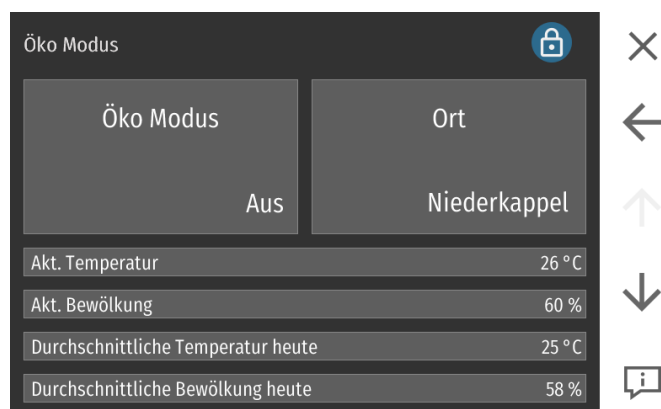 Öko Modus
Öko Modus
Aus
Ort
Niederkappel
Akt. Temperatur 26 °C
Akt. Bewölkung 60 %
Durchschnittliche Temperatur heute 25 °C
Durchschnittliche Bewölkung heute 58 %